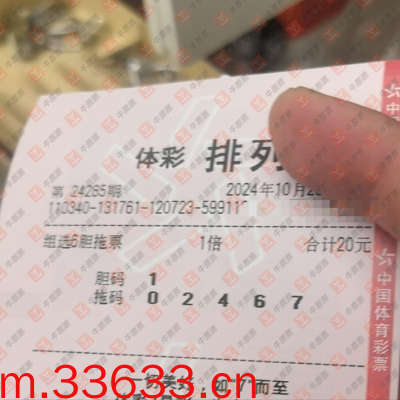 体彩 排列
第 24285期 2024年10月2
110340-131761-120723-59911
组选6胆拖票 1倍 合计20元
胆码 1
拖码 0 2 4 6 7
中国体育彩票
m.33633.cn